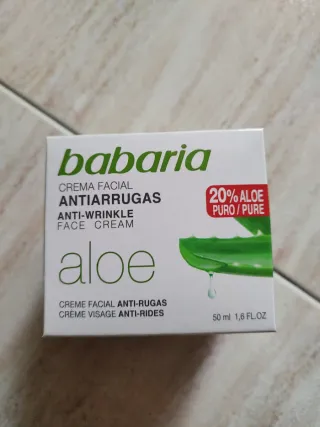 babaria
CREMA FACIAL
ANTIARRUGAS
ANTI-WRINKLE
FACE CREAM
20% ALOE
PURO / PURE
aloe
CREME FACIAL ANTI-RUGAS
CRÈME VISAGE ANTI-RIDES
50 ml 1,6 FL.OZ